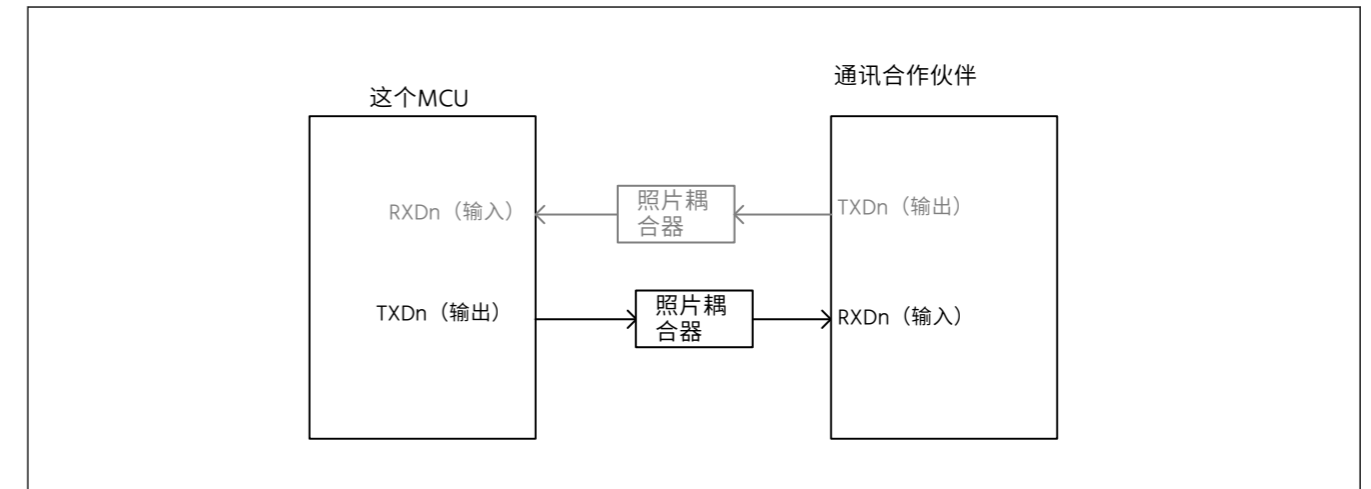 通讯合作伙伴
这个MCU
RXDn（输入）
照片耦
合器
TXDn（输出）
TXDn（输出）
照片耦
合器
RXDn（输入）